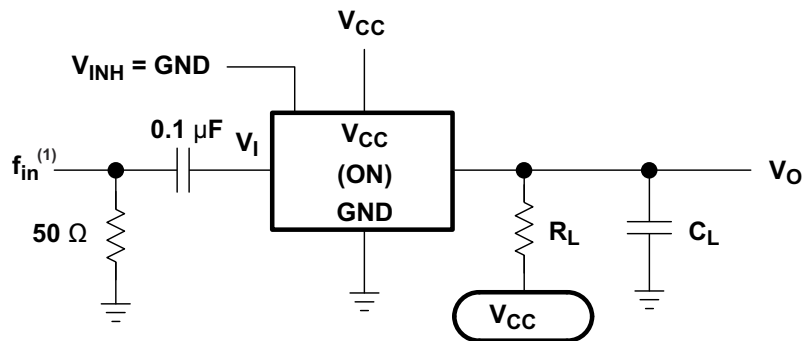 V_CC
V_INH = GND
0.1 µF
V_I
V_CC
(ON)
GND
f_in^(1)
50 Ω
R_L
C_L
V_O
V_CC